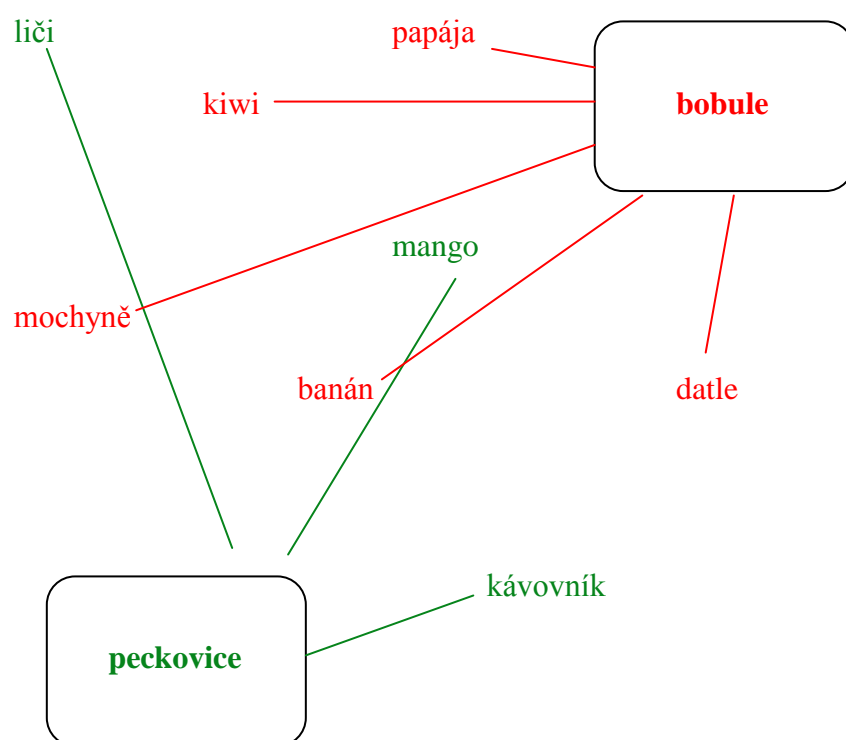 liči
papája
kiwi
bobule
mango
mochyně
banán
datle
kávovník
peckovice